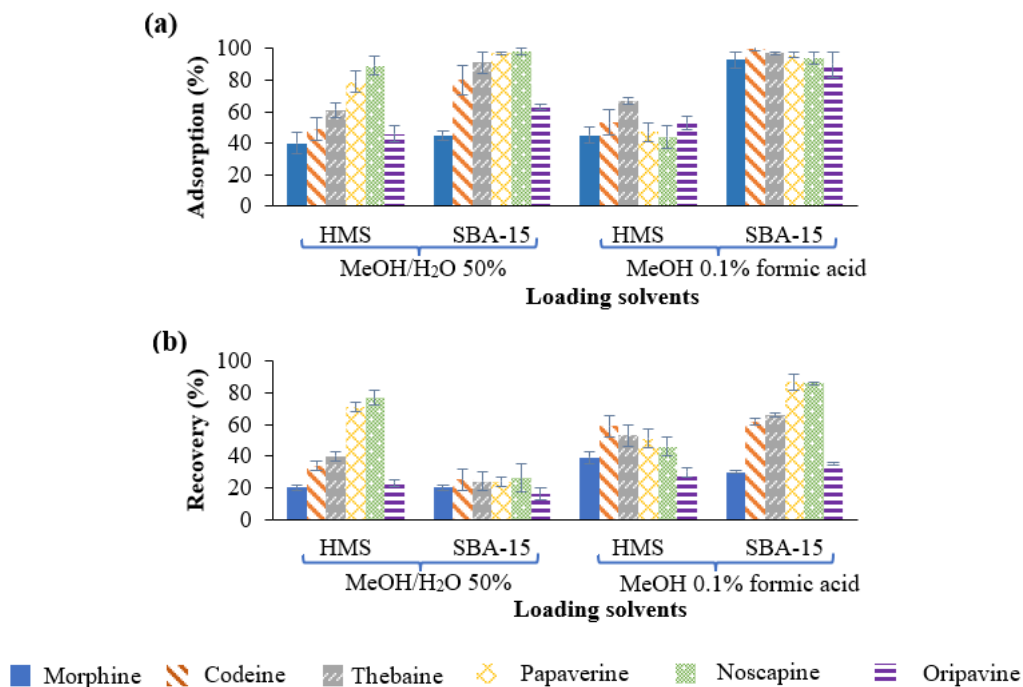 (a)
Adsorption (%)
100
80
60
40
20
0
HMS SBA-15 HMS SBA-15
MeOH/H₂O 50% MeOH 0.1% formic acid
Loading solvents
(b)
Recovery (%)
100
80
60
40
20
0
HMS SBA-15 HMS SBA-15
MeOH/H₂O 50% MeOH 0.1% formic acid
Loading solvents
Morphine Codeine Thebaine Papaverine Noscapine Oripavine